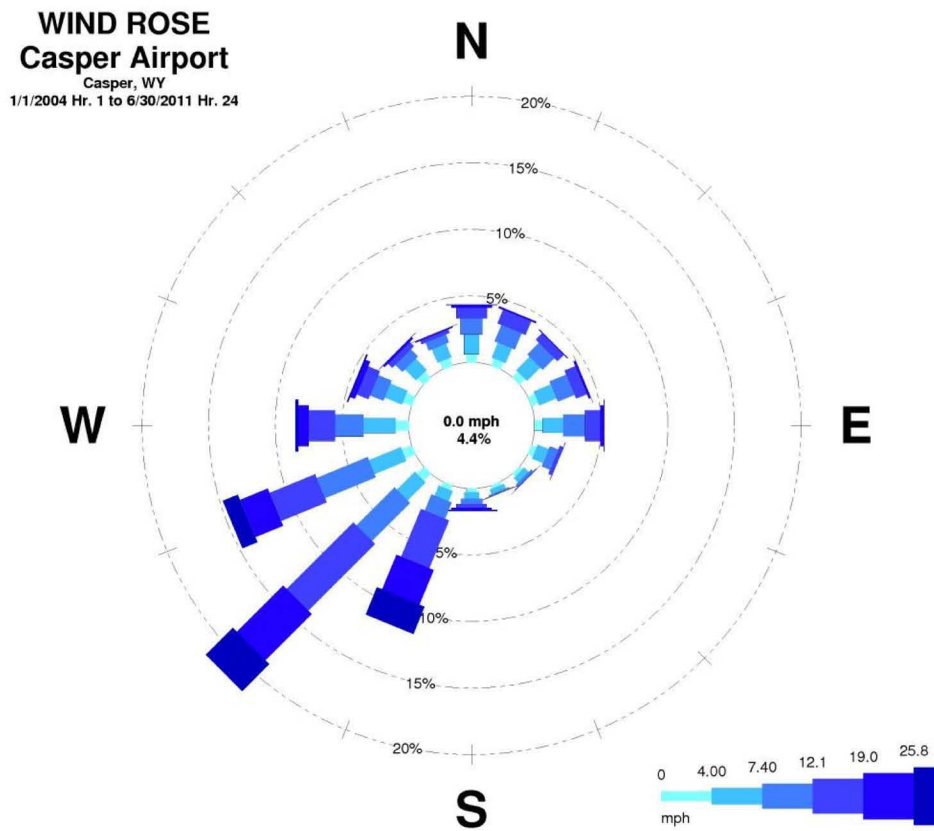 WIND ROSE
Casper Airport
Casper, WY
1/1/2004 Hr. 1 to 6/30/2011 Hr. 24
N
20%
15%
10%
5%
W
0.0 mph
4.4%
E
5%
10%
15%
20%
S
0 4.00 7.40 12.1 19.0 25.8
mph